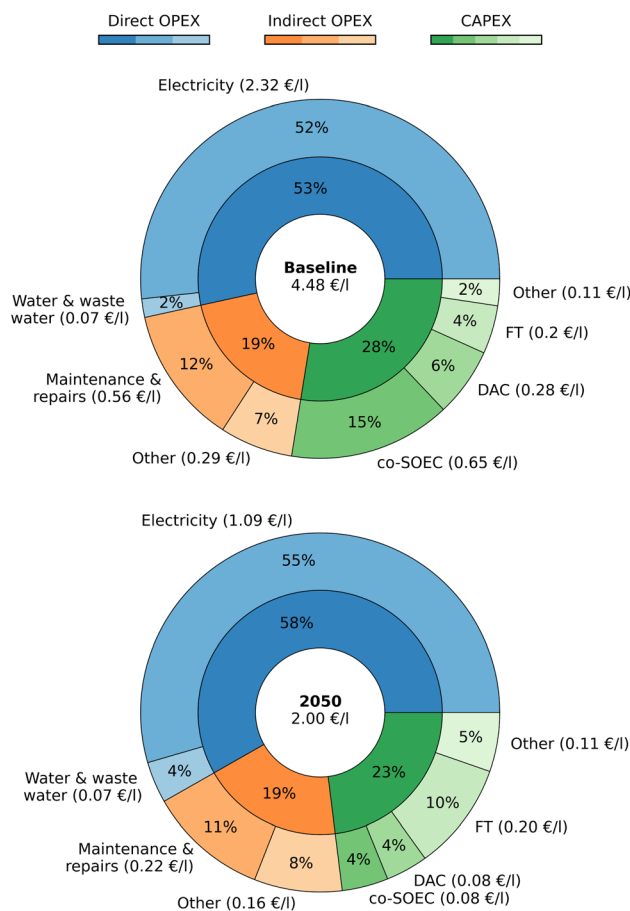 Direct OPEX
Indirect OPEX
CAPEX
Electricity (2.32 €/l)
52%
53%
Baseline
4.48 €/l
Water & waste
water (0.07 €/l)
2%
2%
Other (0.11 €/l)
4%
FT (0.2 €/l)
19%
28%
12%
6%
Maintenance &
repairs (0.56 €/l)
DAC (0.28 €/l)
7%
15%
Other (0.29 €/l)
co-SOEC (0.65 €/l)
Electricity (1.09 €/l)
55%
58%
2050
2.00 €/l
5%
Other (0.11 €/l)
Water & waste
water (0.07 €/l)
4%
23%
19%
10%
11%
FT (0.20 €/l)
Maintenance &
repairs (0.22 €/l)
8%
4%
4%
DAC (0.08 €/l)
co-SOEC (0.08 €/l)
Other (0.16 €/l)